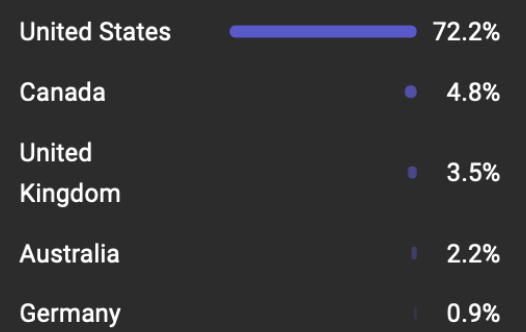 United States 72.2%
Canada 4.8%
United
Kingdom 3.5%
Australia 2.2%
Germany 0.9%